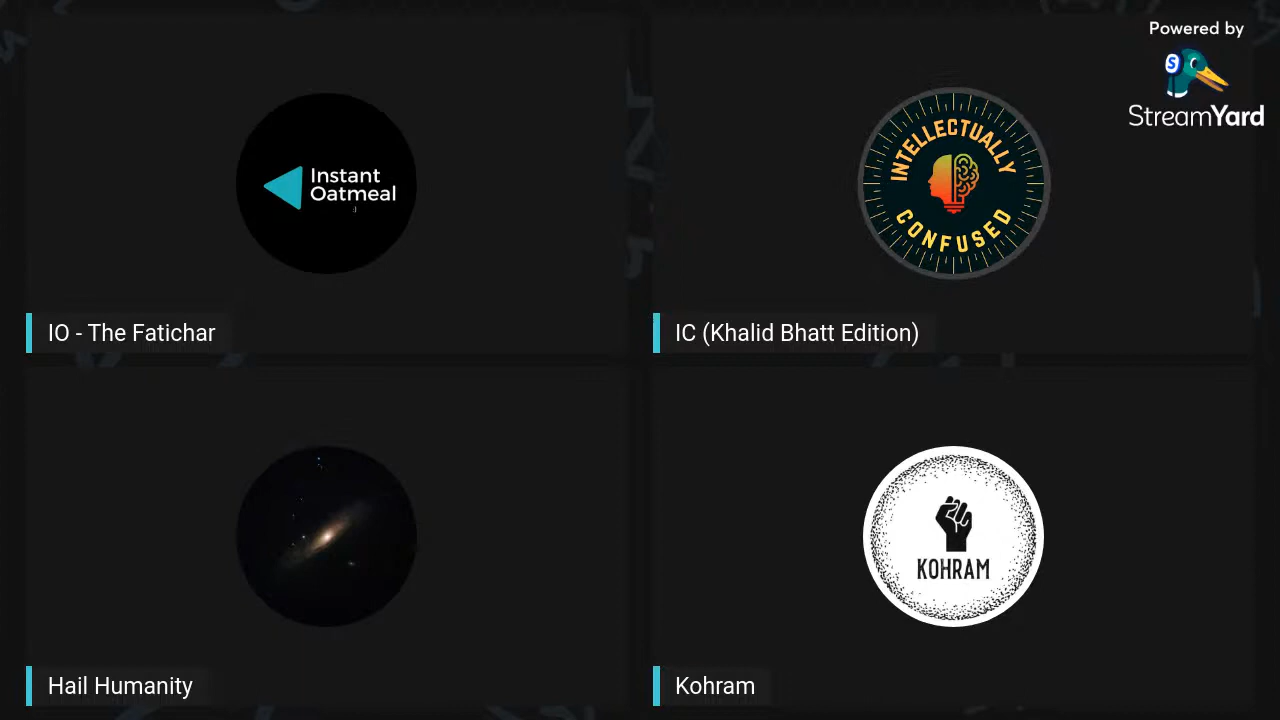 Powered by
S
StreamYard
Instant
Oatmeal
:)
INTELLECTUALLY
CONFUSED
IO - The Fatichar
IC (Khalid Bhatt Edition)
KOHRAM
Hail Humanity
Kohram